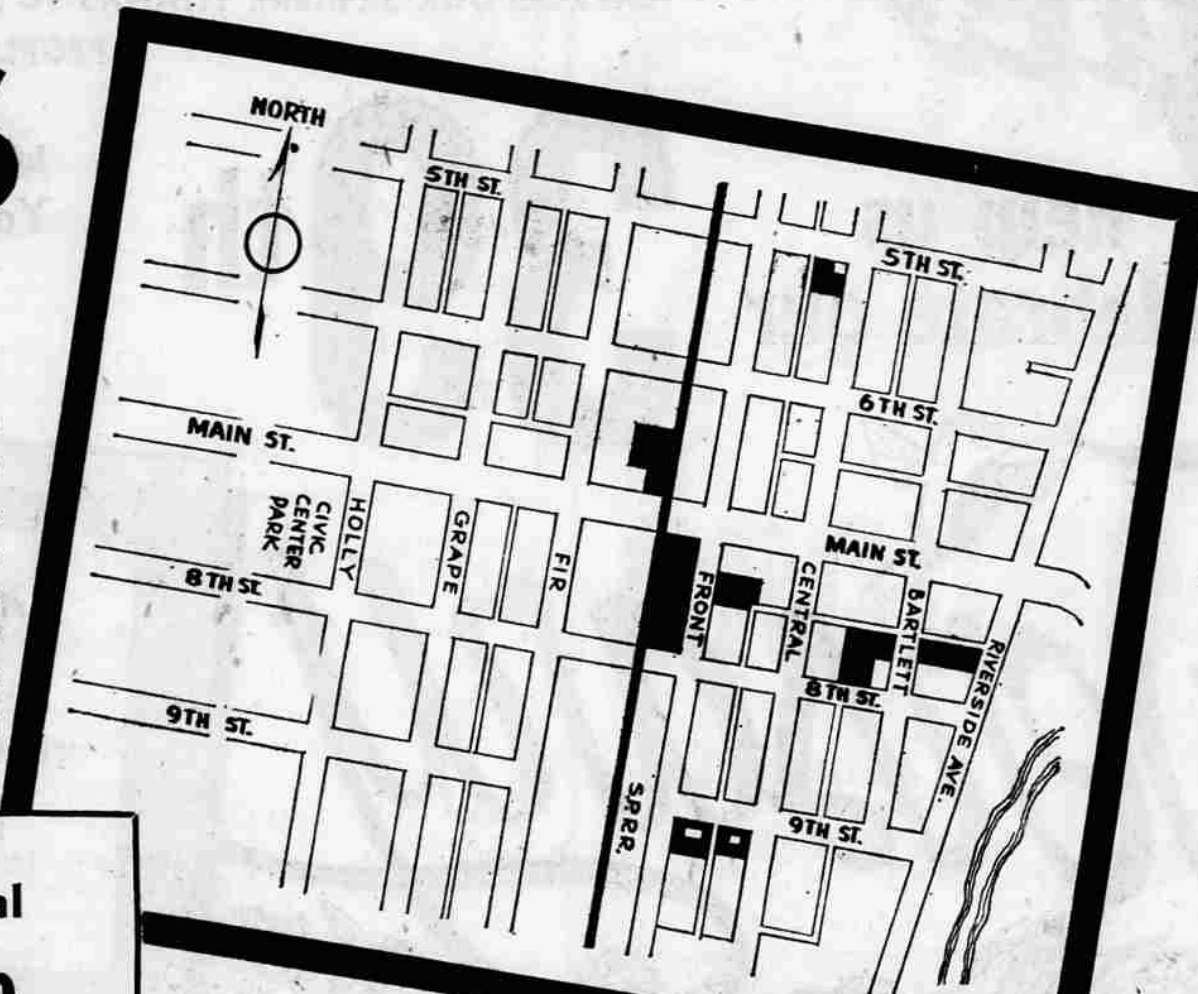 S
NORTH
5TH ST.
5TH ST.
6TH ST.
MAIN ST.
CIVIC
CENTER
PARK
HOLLY
GRAPE
FIR
MAIN ST.
FRONT
CENTRAL
BARTLETT
RIVERSIDE AVE.
8TH ST.
8TH ST.
9TH ST.
S.P.R.R.
9TH ST.
al